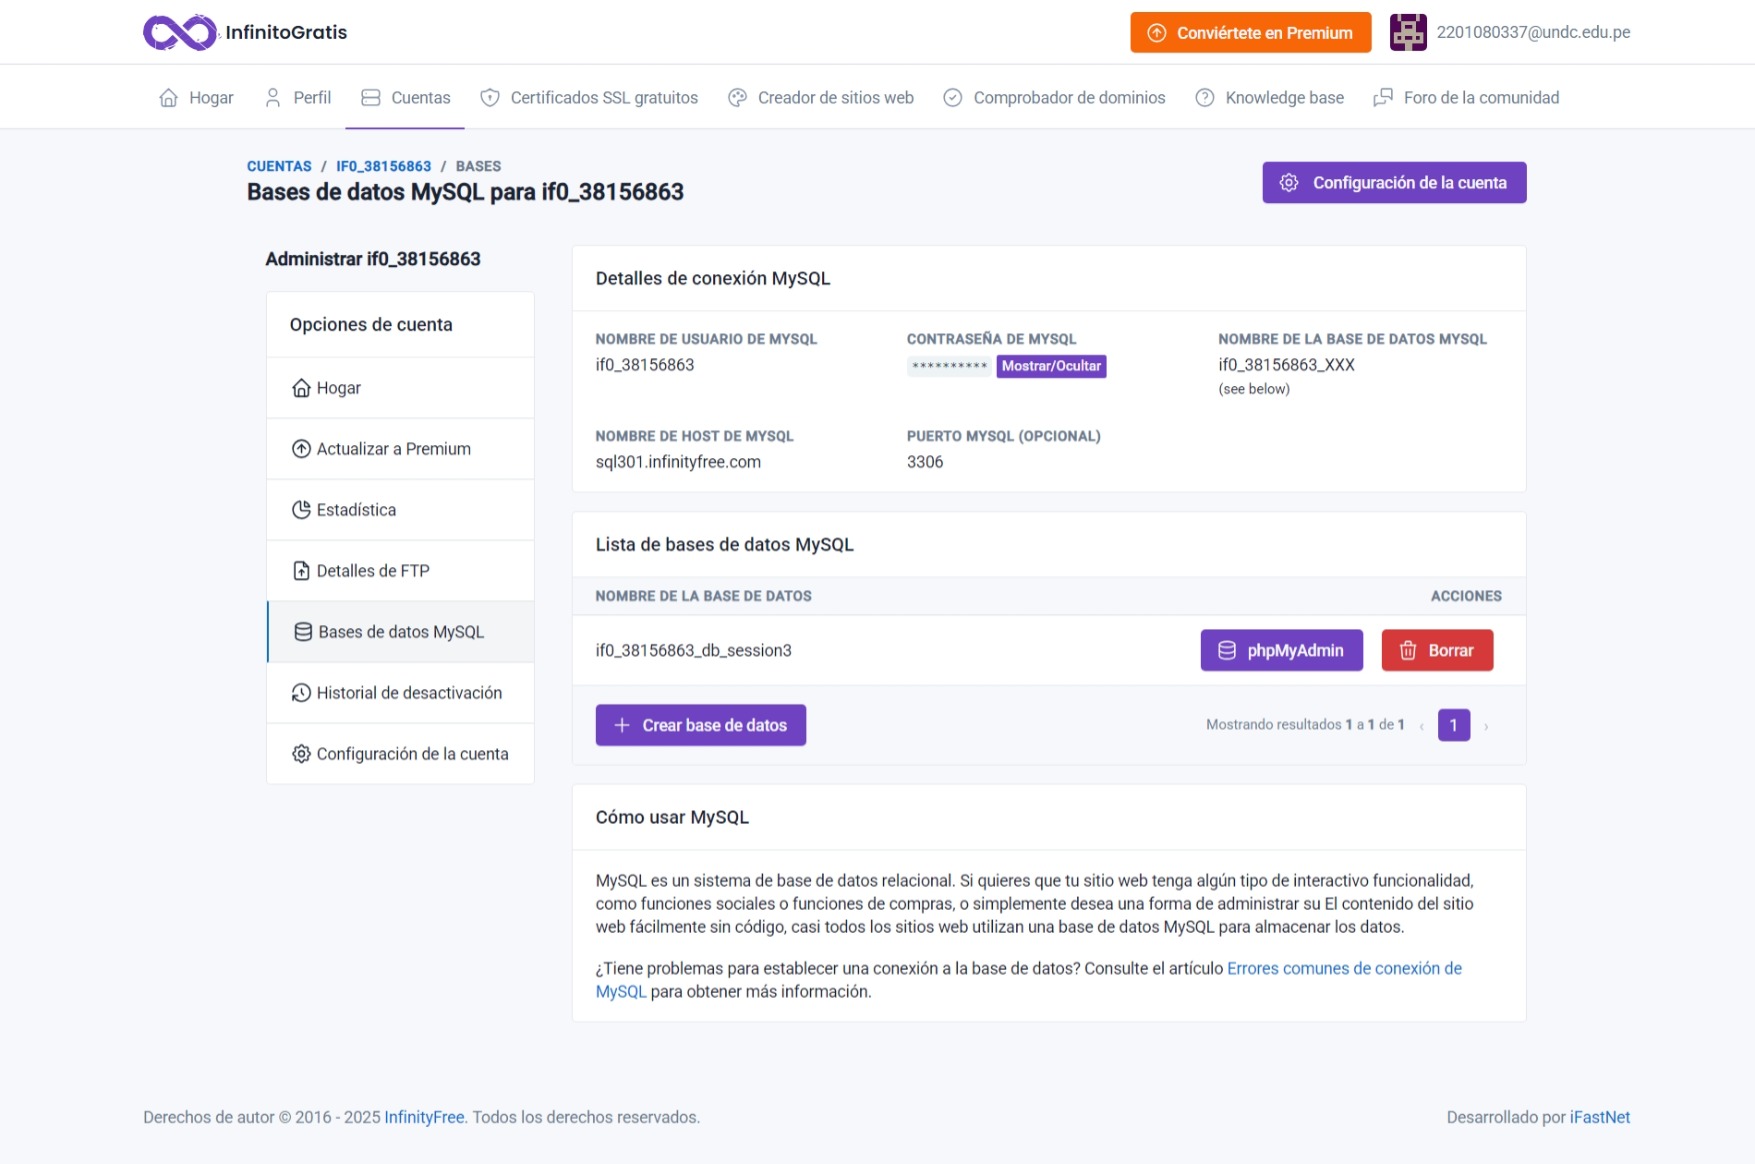 InfinitoGratis
Conviértete en Premium
2201080337@undc.edu.pe
Hogar
Perfil
Cuentas
Certificados SSL gratuitos
Creador de sitios web
Comprobador de dominios
Knowledge base
Foro de la comunidad
CUENTAS / IF0_38156863 / BASES
Bases de datos MySQL para if0_38156863
Configuración de la cuenta
Administrar if0_38156863
Opciones de cuenta
Hogar
Actualizar a Premium
Estadística
Detalles de FTP
Bases de datos MySQL
Historial de desactivación
Configuración de la cuenta
Detalles de conexión MySQL
NOMBRE DE USUARIO DE MYSQL
if0_38156863
CONTRASEÑA DE MYSQL
********** Mostrar/Ocultar
NOMBRE DE LA BASE DE DATOS MYSQL
if0_38156863_XXX
(see below)
NOMBRE DE HOST DE MYSQL
sql301.infinityfree.com
PUERTO MYSQL (OPCIONAL)
3306
Lista de bases de datos MySQL
NOMBRE DE LA BASE DE DATOS
ACCIONES
if0_38156863_db_session3
phpMyAdmin
Borrar
Crear base de datos
Mostrando resultados 1 a 1 de 1 ‹ 1 ›
Cómo usar MySQL
MySQL es un sistema de base de datos relacional. Si quieres que tu sitio web tenga algún tipo de interactivo funcionalidad,
como funciones sociales o funciones de compras, o simplemente desea una forma de administrar su El contenido del sitio
web fácilmente sin código, casi todos los sitios web utilizan una base de datos MySQL para almacenar los datos.
¿Tiene problemas para establecer una conexión a la base de datos? Consulte el artículo Errores comunes de conexión de
MySQL para obtener más información.
Derechos de autor © 2016 - 2025 InfinityFree. Todos los derechos reservados.
Desarrollado por iFastNet